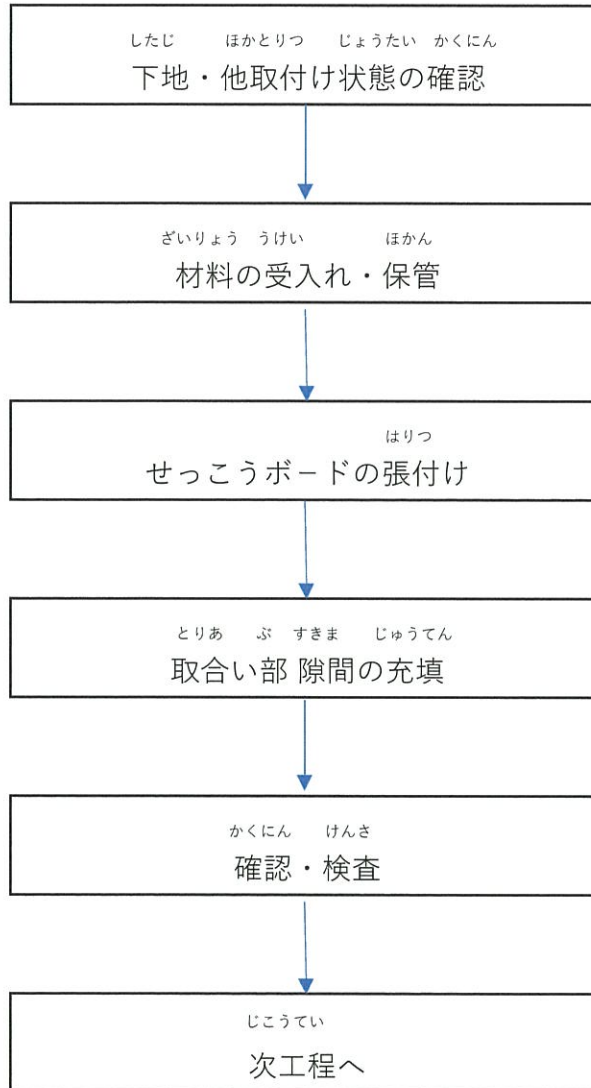 したじ ほかとりつ じょうたい かくにん
下地・他取付け状態の確認
ざいりょう うけい ほかん
材料の受入れ・保管
はりつ
せっこうボードの張付け
とりあ ぶ すきま じゅうてん
取合い部 隙間の充填
かくにん けんさ
確認・検査
じこうてい
次工程へ